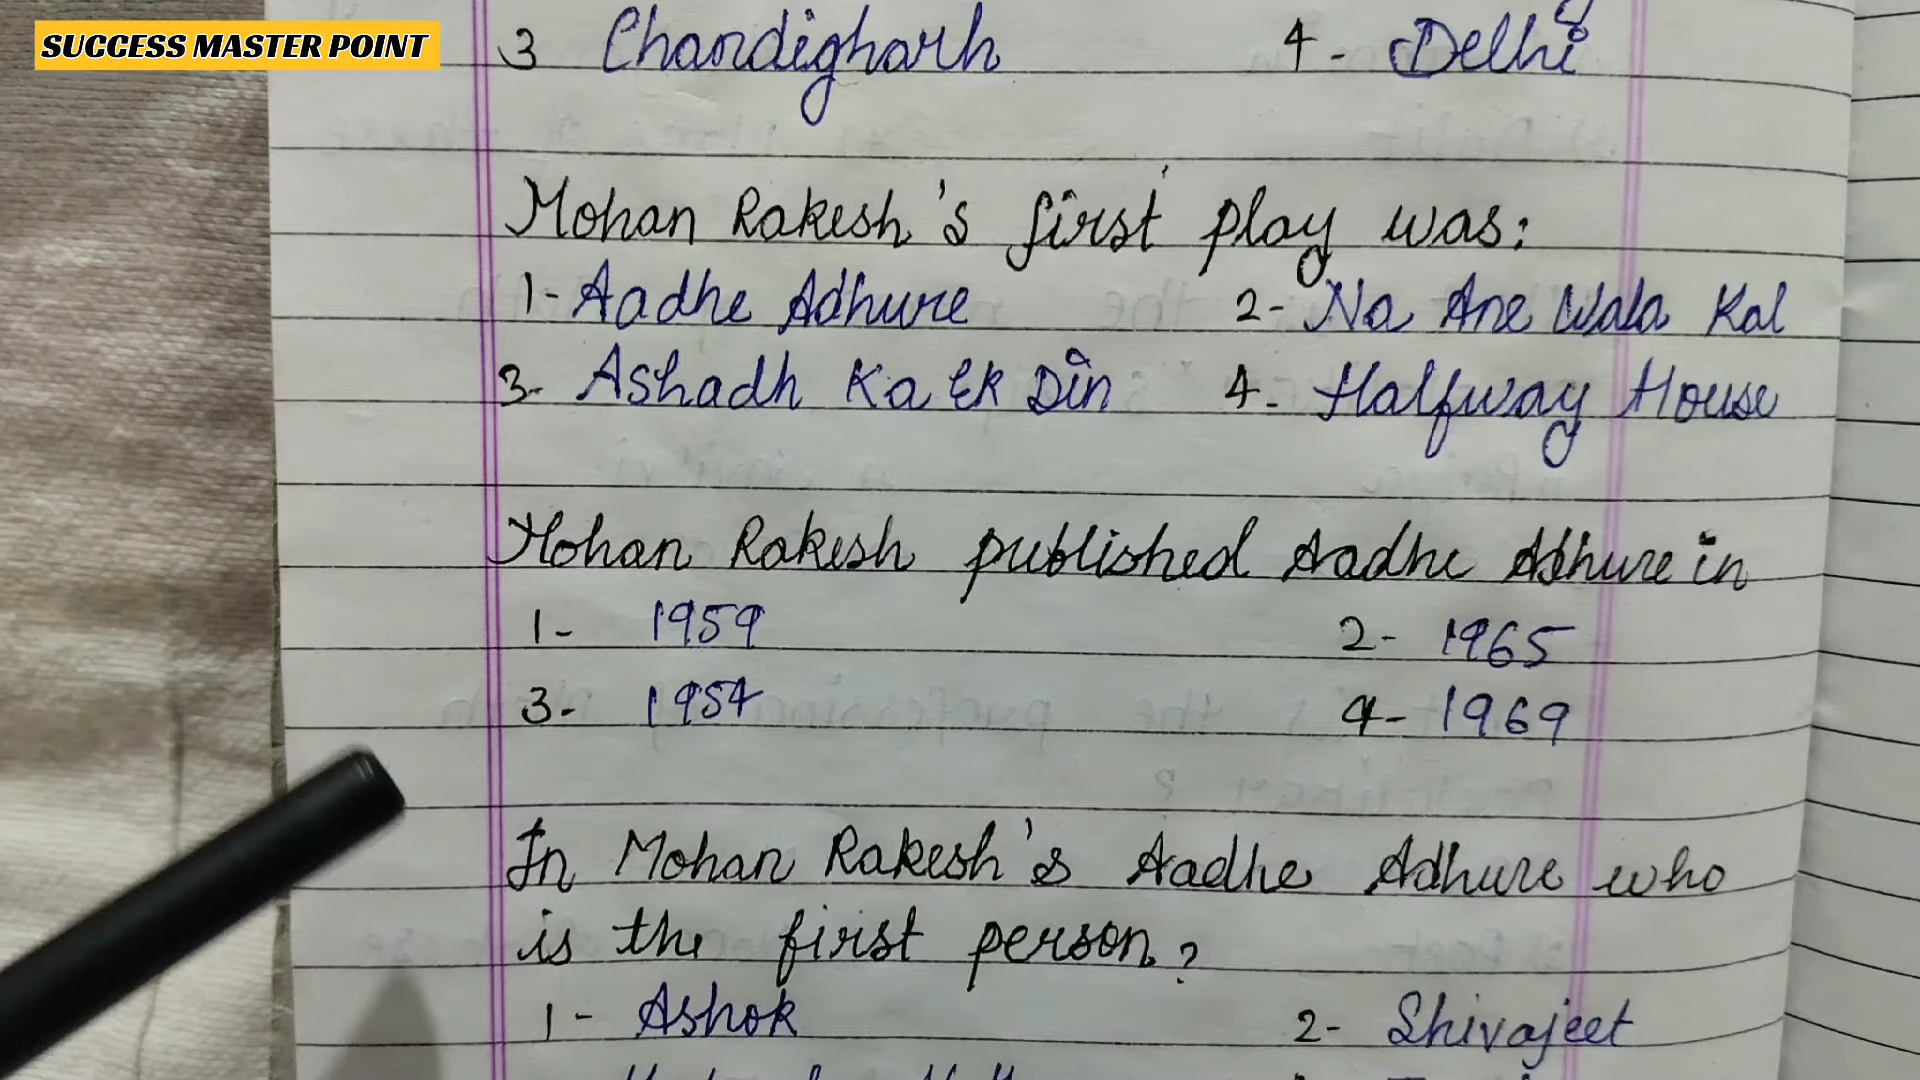 SUCCESS MASTER POINT
3 Chandigharh 4- Delhi
Mohan Rakesh's first play was:
1- Aadhe Adhure 2- Na Ane Wala Kal
3- Ashadh Ka Ek Din 4- Halfway House
Mohan Rakesh published Aadhe Adhure in
1- 1959 2- 1965
3- 1954 4- 1969
In Mohan Rakesh's Aadhe Adhure who
is the first person?
1- Ashok 2- Shivajeet